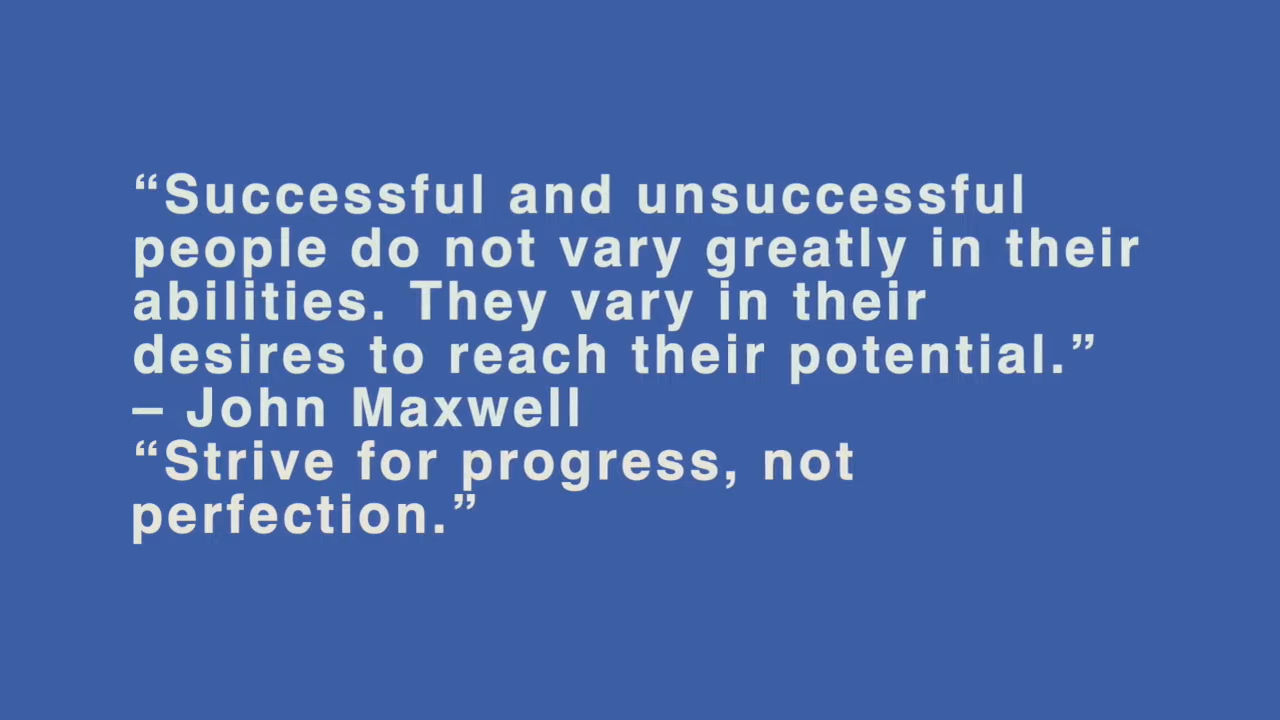 “Successful and unsuccessful
people do not vary greatly in their
abilities. They vary in their
desires to reach their potential.”
– John Maxwell
“Strive for progress, not
perfection.”